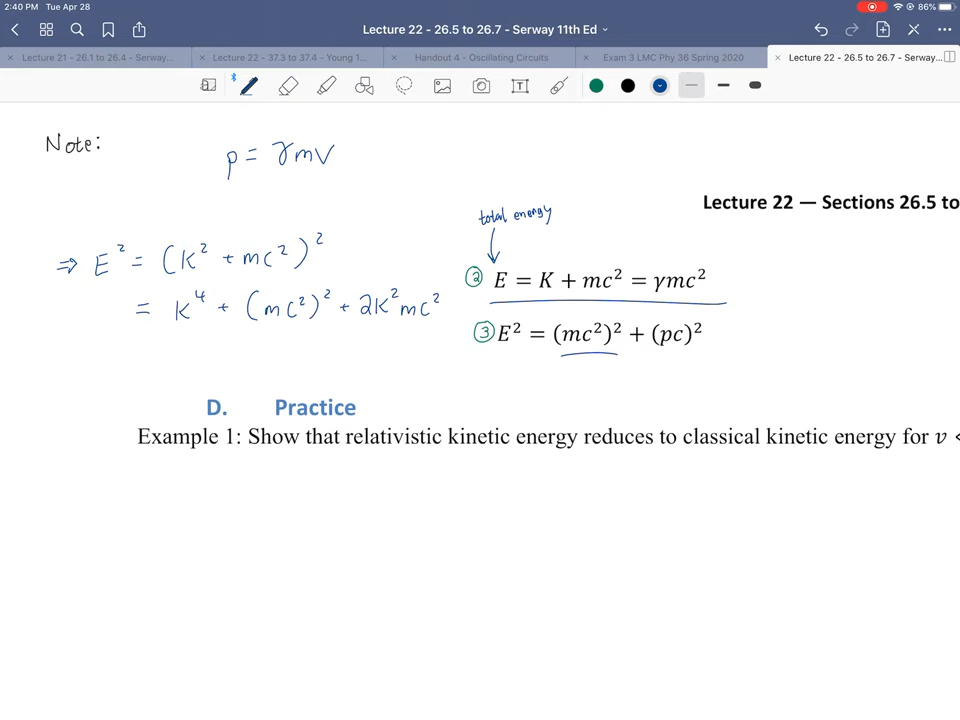 2:40 PM Tue Apr 28
86%
Lecture 22 - 26.5 to 26.7 - Serway 11th Ed
Lecture 21 - 26.1 to 26.4 - Serway...
Lecture 22 - 37.3 to 37.4 - Young 1...
Handout 4 - Oscillating Circuits
Exam 3 LMC Phy 36 Spring 2020
Lecture 22 - 26.5 to 26.7 - Serw...
Note:
p = γmv
Lecture 22 — Sections 26.5 to
total energy
⇒ E² = (K² + mc²)²
② E = K + mc² = γmc²
= K⁴ + (mc²)² + 2K²mc²
③ E² = (mc²)² + (pc)²
D. Practice
Example 1: Show that relativistic kinetic energy reduces to classical kinetic energy for v <